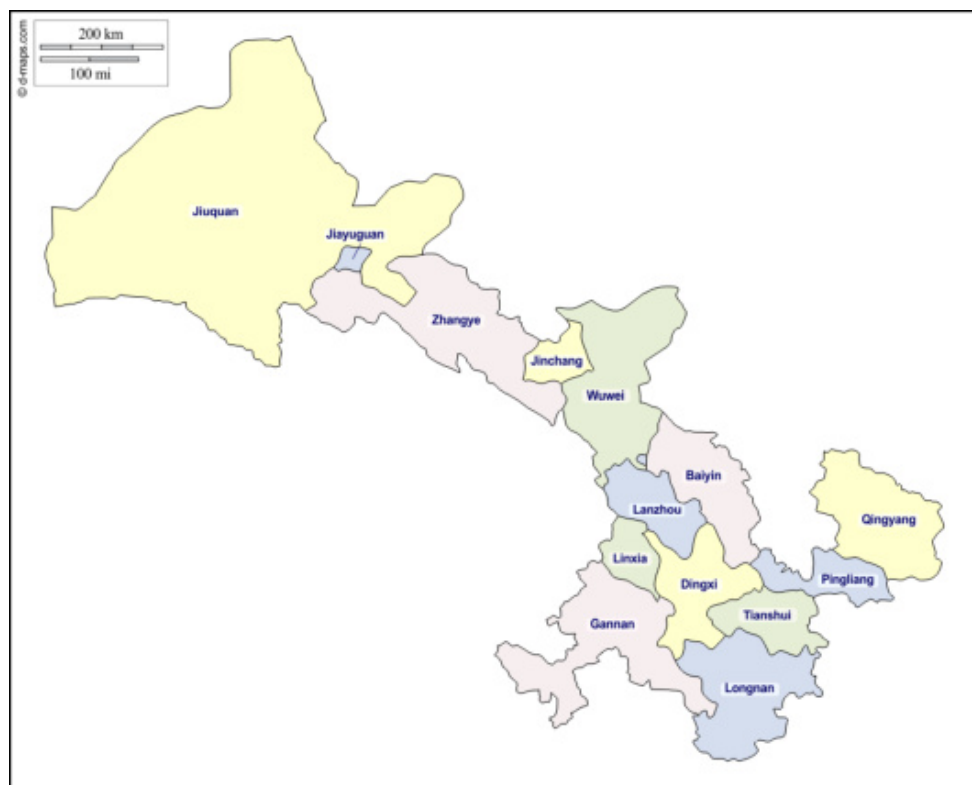 200 km
100 mi
© d-maps.com
Jiuquan
Jiayuguan
Zhangye
Jinchang
Wuwei
Baiyin
Lanzhou
Qingyang
Linxia
Pingliang
Dingxi
Tianshui
Gannan
Longnan